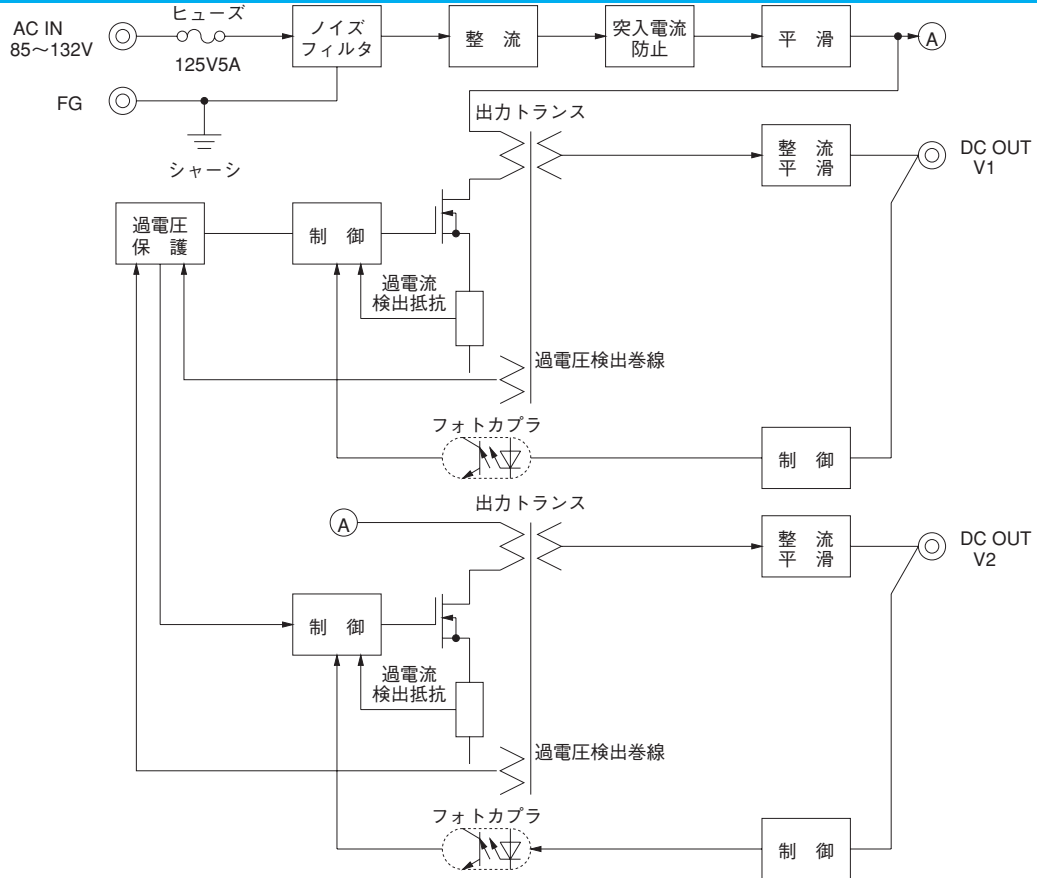 AC IN
85～132V
ヒューズ
125V5A
ノイズ
フィルタ
整 流
突入電流
防止
平 滑
A
FG
シャーシ
出力トランス
整 流
平 滑
DC OUT
V1
過電圧
保 護
制 御
過電流
検出抵抗
過電圧検出巻線
フォトカプラ
制 御
出力トランス
A
整 流
平 滑
DC OUT
V2
制 御
過電流
検出抵抗
過電圧検出巻線
フォトカプラ
制 御